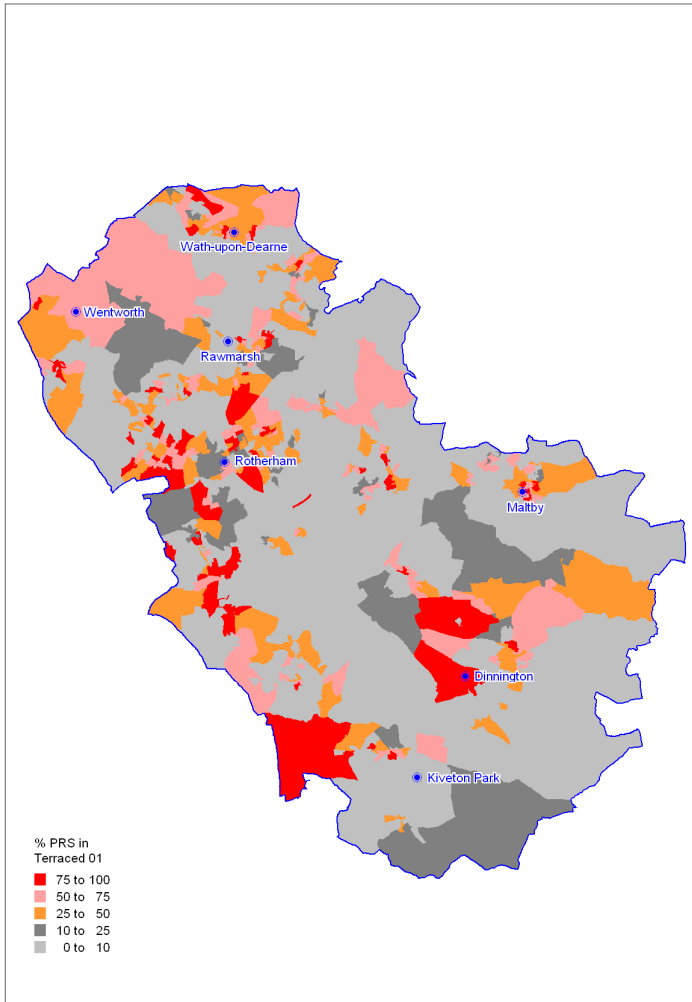 Wath-upon-Dearne
Wentworth
Rawmarsh
Rotherham
Maltby
Dinnington
Kiveton Park
% PRS in
Terraced 01
75 to 100
50 to 75
25 to 50
10 to 25
0 to 10